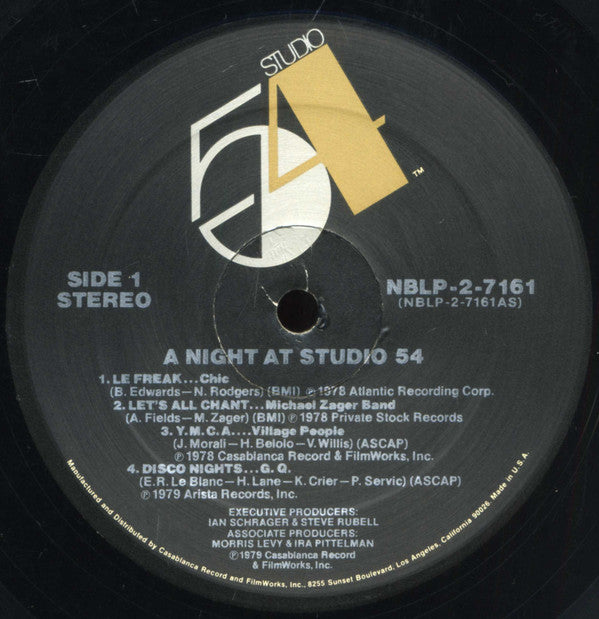 STUDIO
54
™
SIDE 1
STEREO
NBLP-2-7161
(NBLP-2-7161AS)
A NIGHT AT STUDIO 54
1. LE FREAK...Chic
(B. Edwards—N. Rodgers) (BMI) ℗1978 Atlantic Recording Corp.
2. LET'S ALL CHANT...Michael Zager Band
(A. Fields—M. Zager) (BMI) ℗1978 Private Stock Records
3. Y.M.C.A....Village People
(J. Morali—H. Belolo—V. Willis) (ASCAP)
℗1978 Casablanca Record & FilmWorks, Inc.
4. DISCO NIGHTS...G.Q.
(E.R. Le Blanc—H. Lane—K. Crier—P. Servic) (ASCAP)
℗1979 Arista Records, Inc.
EXECUTIVE PRODUCERS:
IAN SCHRAGER & STEVE RUBELL
ASSOCIATE PRODUCERS:
MORRIS LEVY & IRA PITTELMAN
℗1979 Casablanca Record
& FilmWorks, Inc.
Manufactured and Distributed by Casablanca Record and FilmWorks, Inc., 8255 Sunset Boulevard, Los Angeles, California 90026. Made in U.S.A.